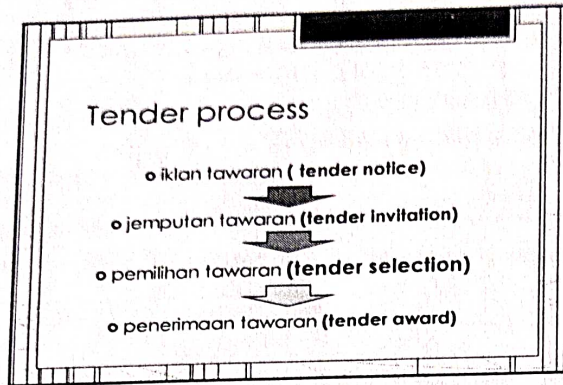 Tender process
o iklan tawaran ( tender notice)
o jemputan tawaran (tender invitation)
o pemilihan tawaran (tender selection)
o penerimaan tawaran (tender award)